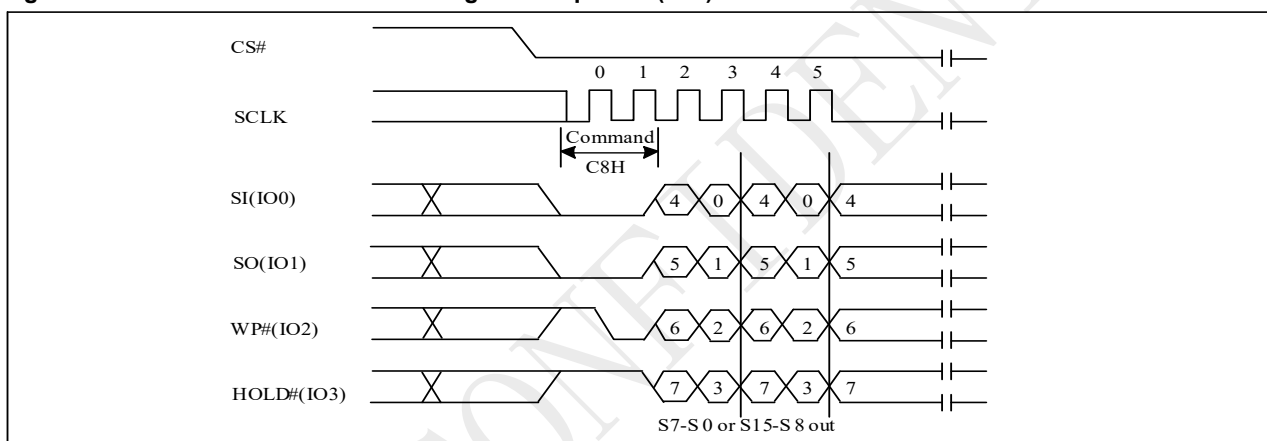 CS#
0 1 2 3 4 5
SCLK
Command
C8H
SI(IO0) 4 0 4 0 4
SO(IO1) 5 1 5 1 5
WP#(IO2) 6 2 6 2 6
HOLD#(IO3) 7 3 7 3 7
S7-S0 or S15-S8 out